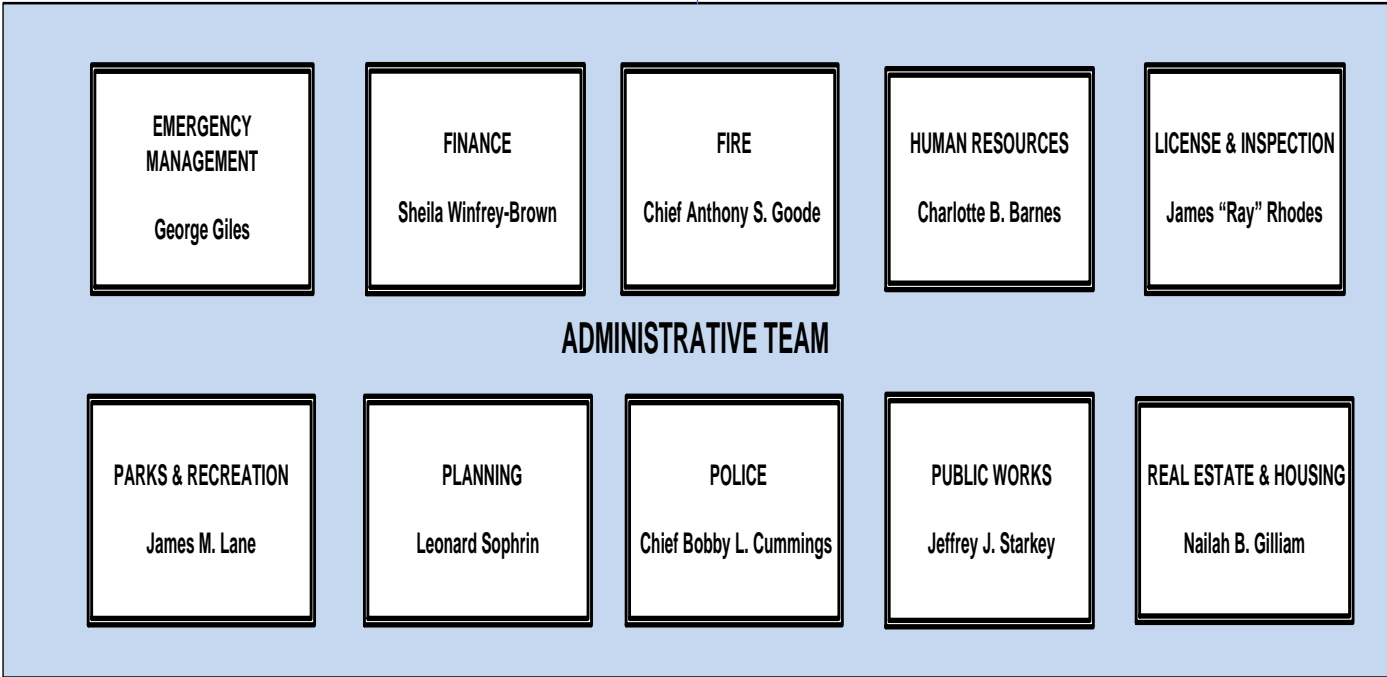 EMERGENCY
MANAGEMENT
George Giles
FINANCE
Sheila Winfrey-Brown
FIRE
Chief Anthony S. Goode
HUMAN RESOURCES
Charlotte B. Barnes
LICENSE & INSPECTION
James “Ray” Rhodes
ADMINISTRATIVE TEAM
PARKS & RECREATION
James M. Lane
PLANNING
Leonard Sophrin
POLICE
Chief Bobby L. Cummings
PUBLIC WORKS
Jeffrey J. Starkey
REAL ESTATE & HOUSING
Nailah B. Gilliam